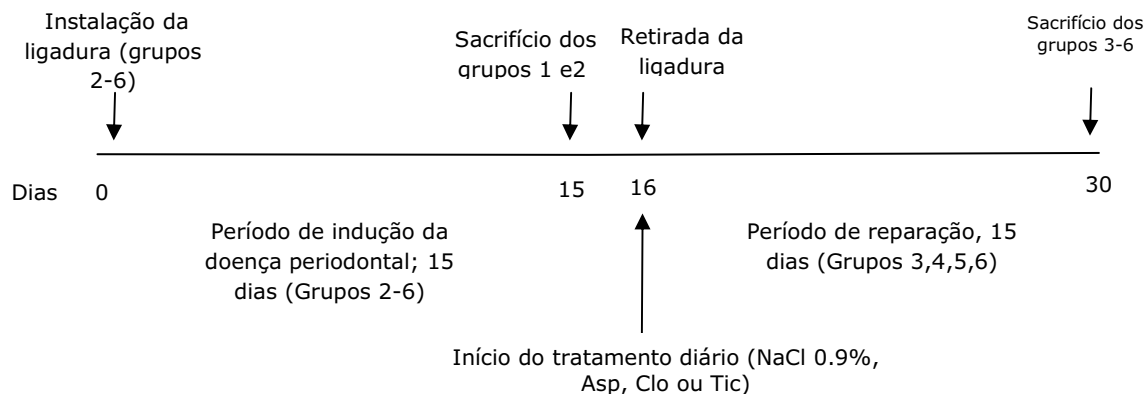 Instalação da
ligadura (grupos
2-6)
Sacrifício dos
grupos 1 e2
Retirada da
ligadura
Sacrifício dos
grupos 3-6
Dias
0
15
16
30
Período de indução da
doença periodontal; 15
dias (Grupos 2-6)
Período de reparação, 15
dias (Grupos 3,4,5,6)
Início do tratamento diário (NaCl 0.9%,
Asp, Clo ou Tic)